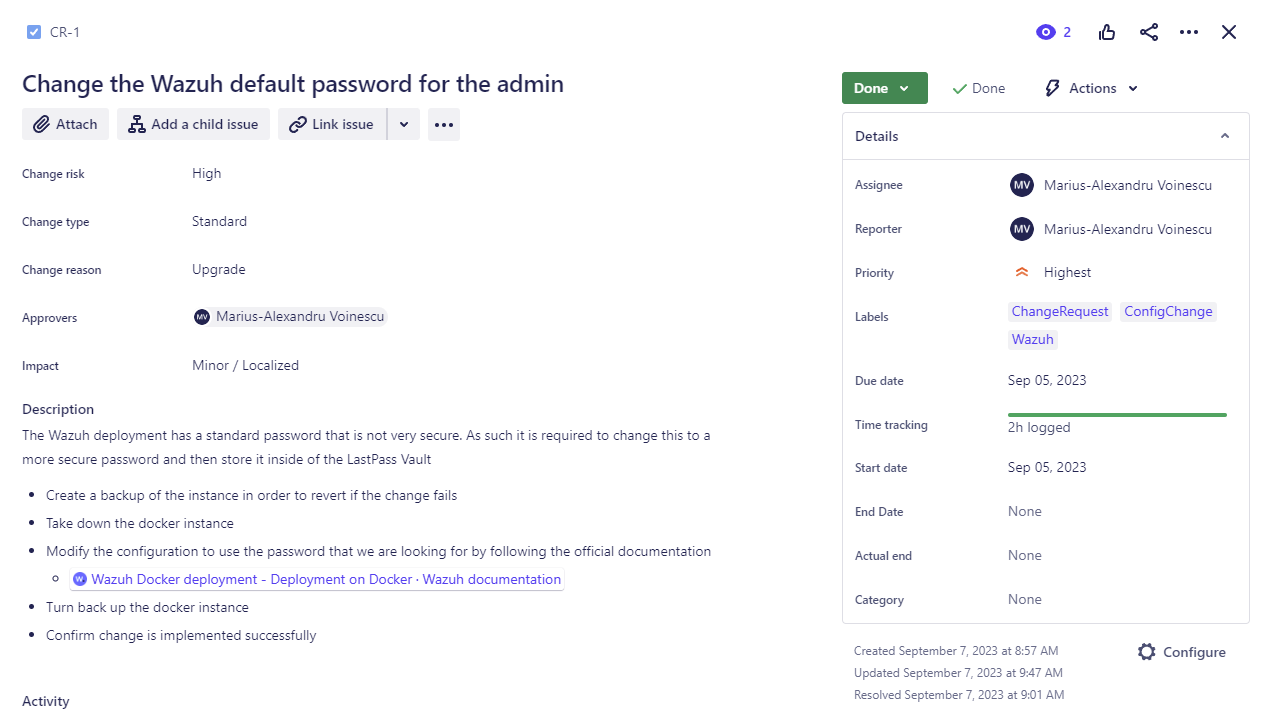 CR-1
2
Change the Wazuh default password for the admin
Attach
Add a child issue
Link issue
Change risk
High
Change type
Standard
Change reason
Upgrade
Approvers
MV Marius-Alexandru Voinescu
Impact
Minor / Localized
Description
The Wazuh deployment has a standard password that is not very secure. As such it is required to change this to a
more secure password and then store it inside of the LastPass Vault
• Create a backup of the instance in order to revert if the change fails
• Take down the docker instance
• Modify the configuration to use the password that we are looking for by following the official documentation
◦ W Wazuh Docker deployment - Deployment on Docker · Wazuh documentation
• Turn back up the docker instance
• Confirm change is implemented successfully
Activity
Done
Done
Actions
Details
Assignee
MV Marius-Alexandru Voinescu
Reporter
MV Marius-Alexandru Voinescu
Priority
Highest
Labels
ChangeRequest ConfigChange
Wazuh
Due date
Sep 05, 2023
Time tracking
2h logged
Start date
Sep 05, 2023
End Date
None
Actual end
None
Category
None
Created September 7, 2023 at 8:57 AM
Updated September 7, 2023 at 9:47 AM
Resolved September 7, 2023 at 9:01 AM
Configure